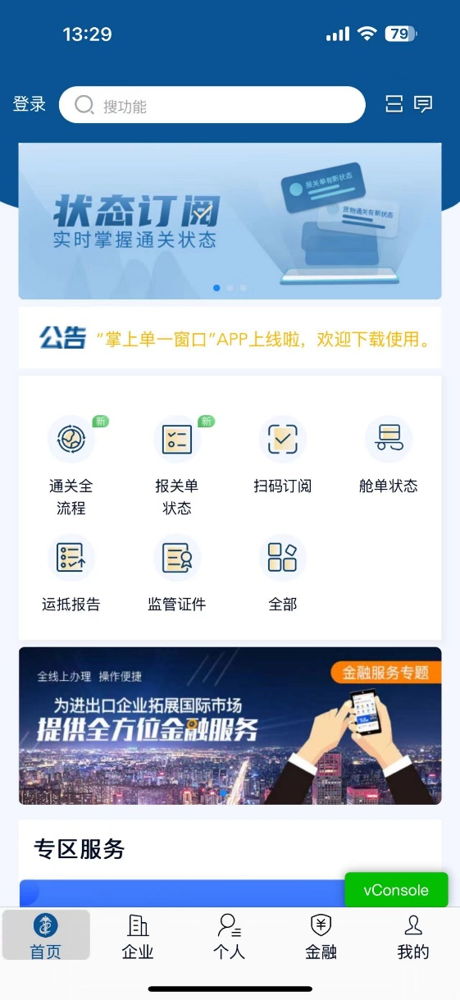 13:29
79
登录
搜功能
状态订阅
实时掌握通关状态
报关单有新状态
货物通关有新状态
公告 “掌上单一窗口”APP上线啦，欢迎下载使用。
新
新
通关全
流程
报关单
状态
扫码订阅
舱单状态
运抵报告
监管证件
全部
全线上办理 操作便捷
金融服务专题
为进出口企业拓展国际市场
提供全方位金融服务
专区服务
vConsole
首页
企业
个人
金融
我的